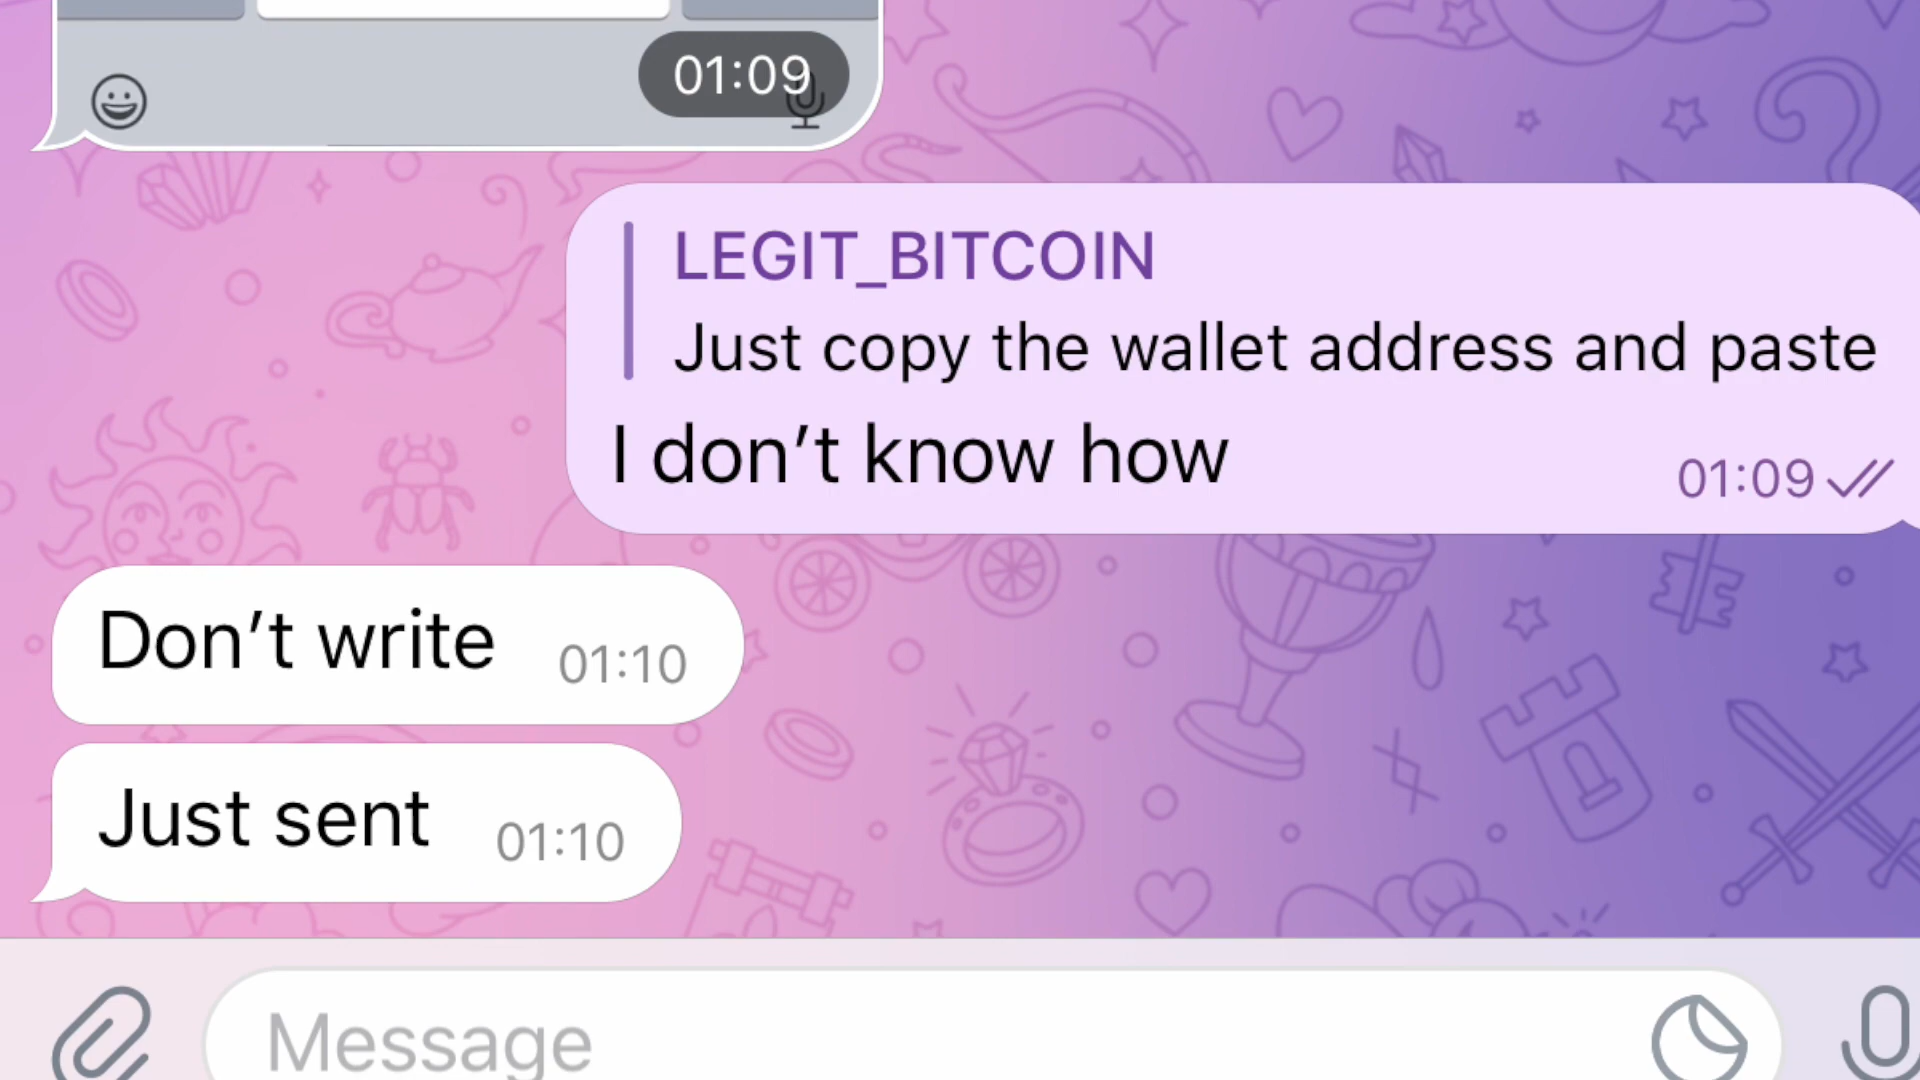 01:09
LEGIT_BITCOIN
Just copy the wallet address and paste
I don’t know how
01:09
Don’t write
01:10
Just sent
01:10
Message